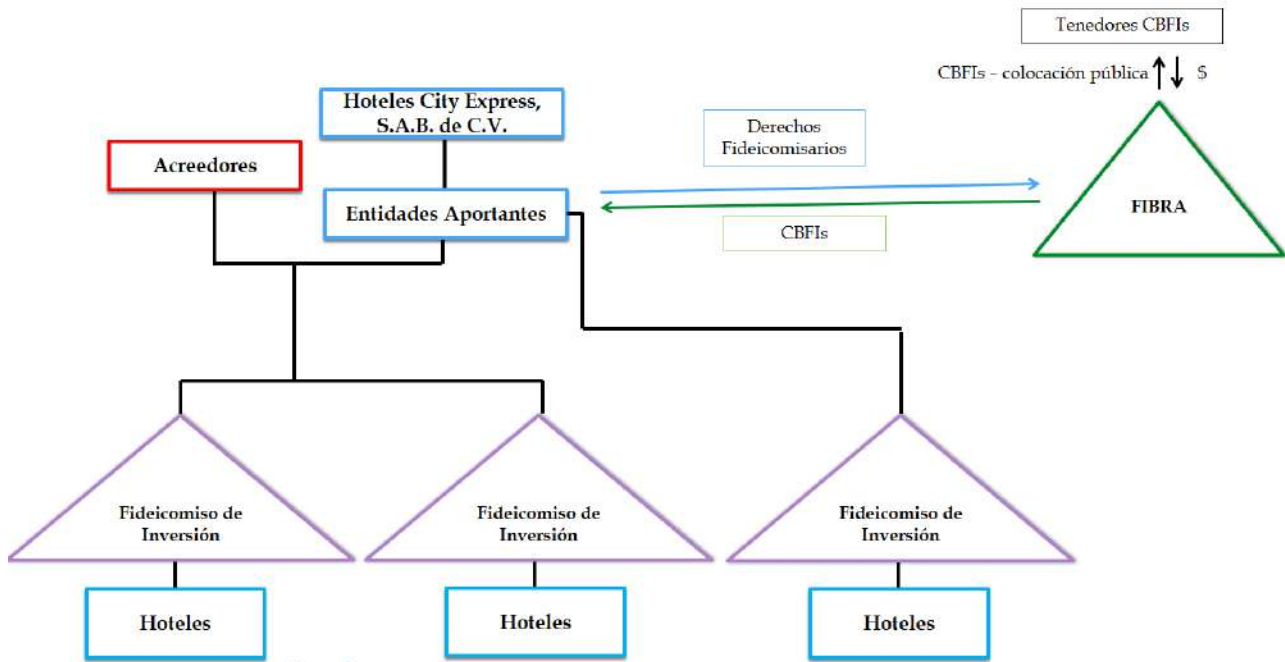 Tenedores CBFIs
CBFIs – colocación pública
$
Hoteles City Express,
S.A.B. de C.V.
Derechos
Fideicomisarios
Acreedores
Entidades Aportantes
FIBRA
CBFIs
Fideicomiso de
Inversión
Fideicomiso de
Inversión
Fideicomiso de
Inversión
Hoteles
Hoteles
Hoteles